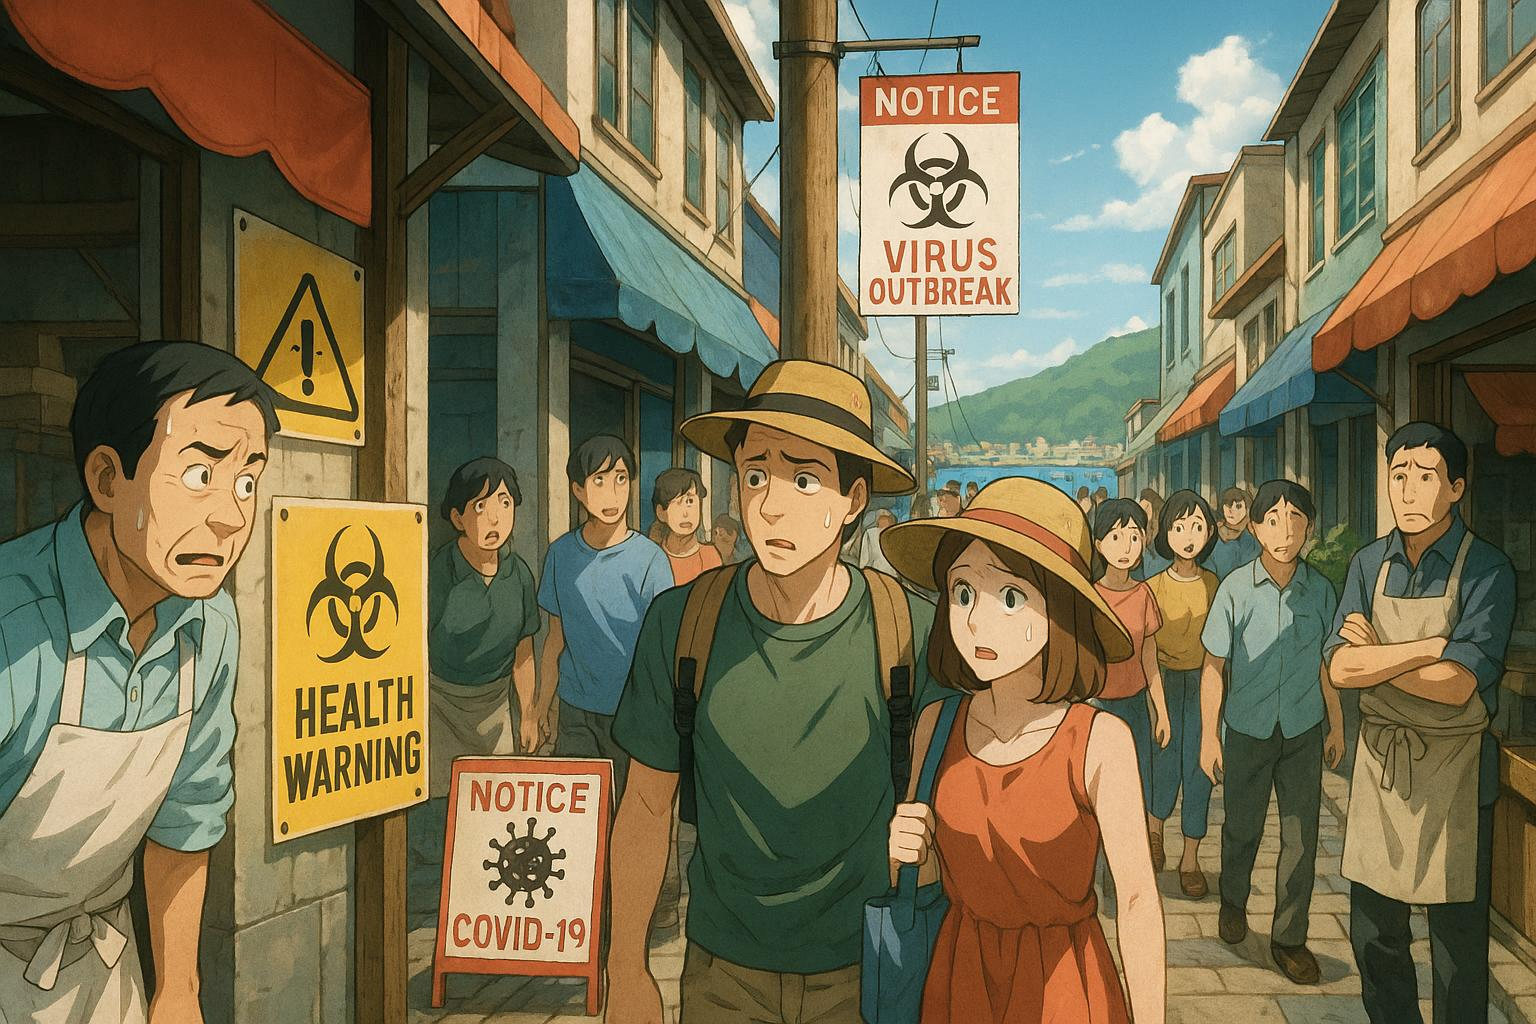 NOTICE
VIRUS
OUTBREAK
HEALTH
WARNING
NOTICE
COVID-19